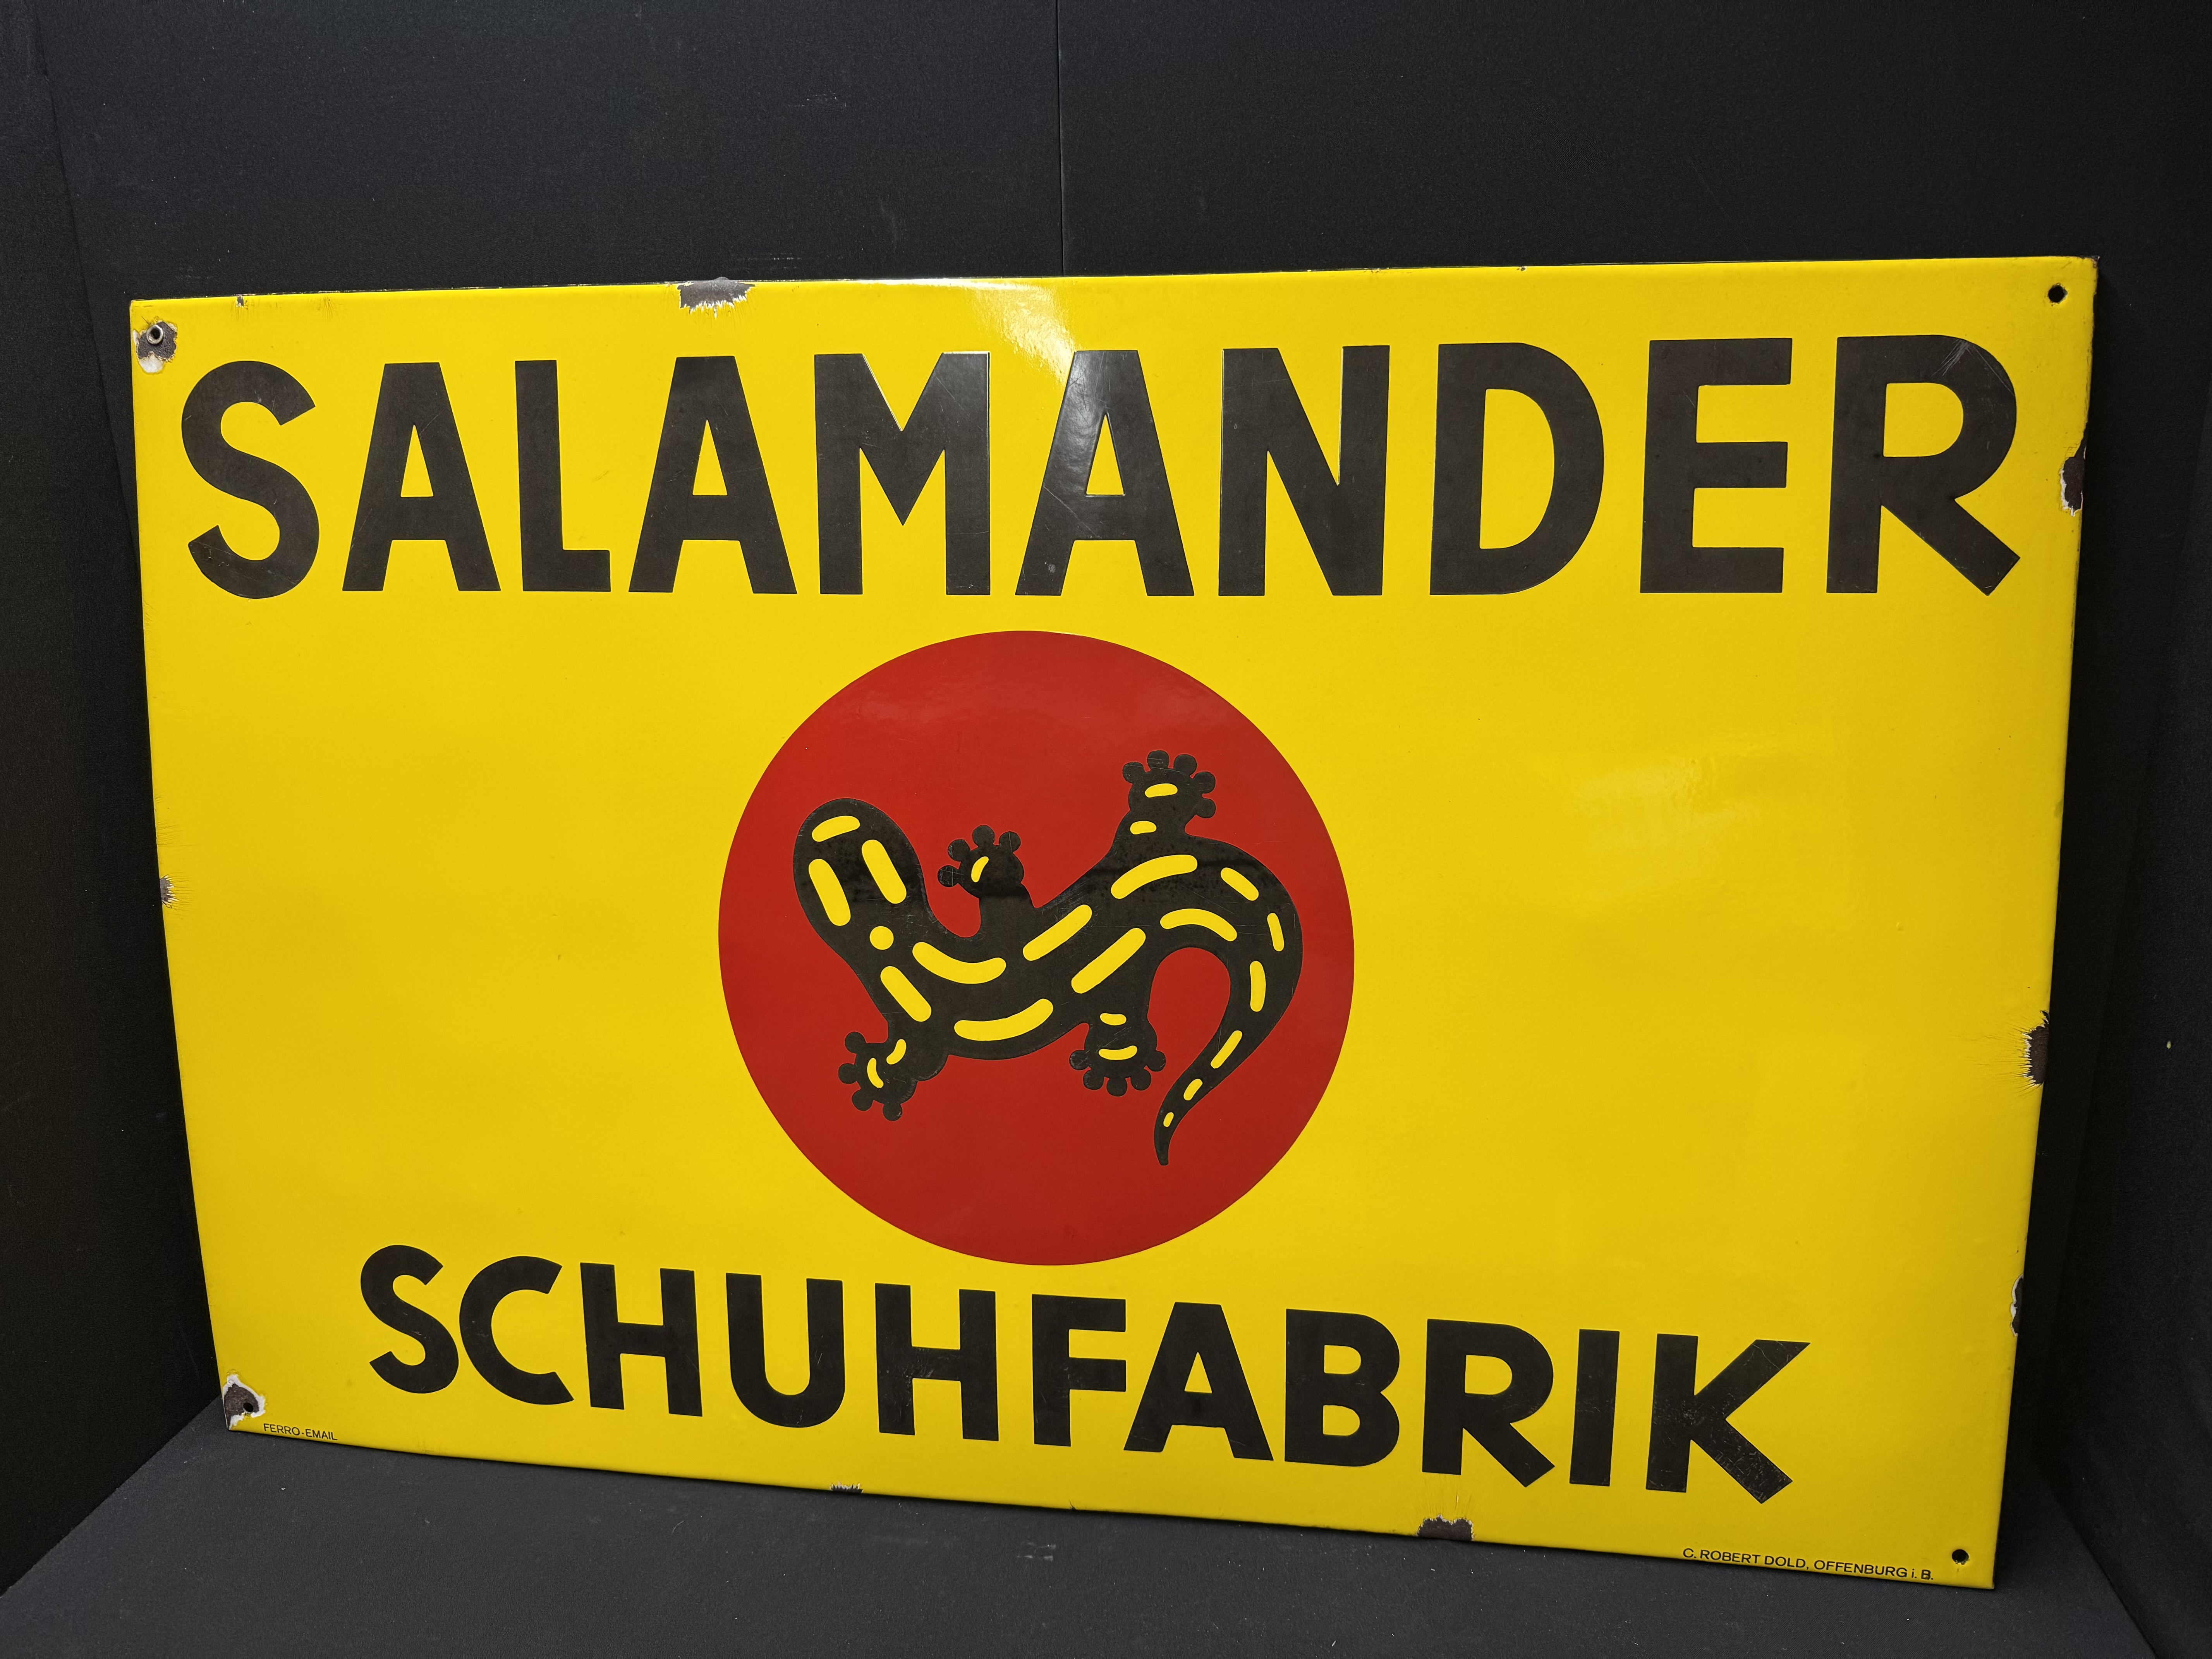 SALAMANDER
SCHUHFABRIK
FERRO-EMAIL
C. ROBERT DOLD, OFFENBURG i. B.